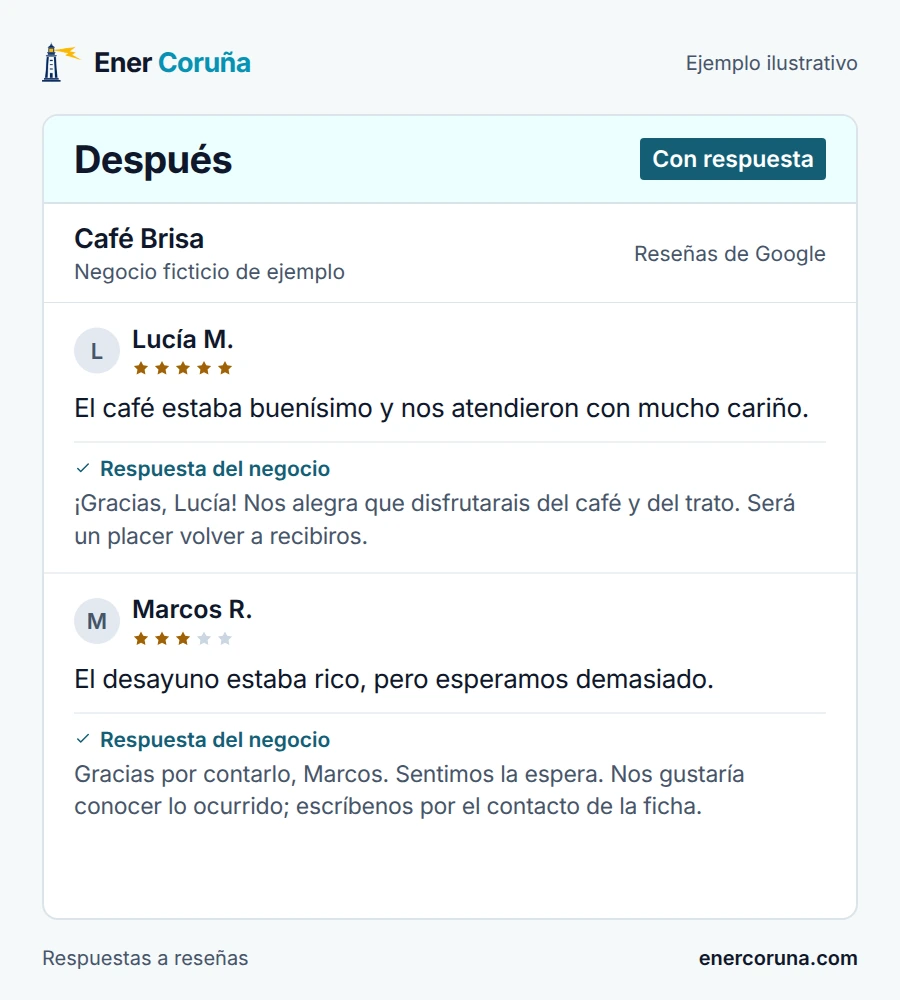 Ener Coruña
Ejemplo ilustrativo
Después
Con respuesta
Café Brisa
Negocio ficticio de ejemplo
Reseñas de Google
L
Lucía M.
El café estaba buenísimo y nos atendieron con mucho cariño.
Respuesta del negocio
¡Gracias, Lucía! Nos alegra que disfrutarais del café y del trato. Será
un placer volver a recibiros.
M
Marcos R.
El desayuno estaba rico, pero esperamos demasiado.
Respuesta del negocio
Gracias por contarlo, Marcos. Sentimos la espera. Nos gustaría
conocer lo ocurrido; escríbenos por el contacto de la ficha.
Respuestas a reseñas
enercoruna.com